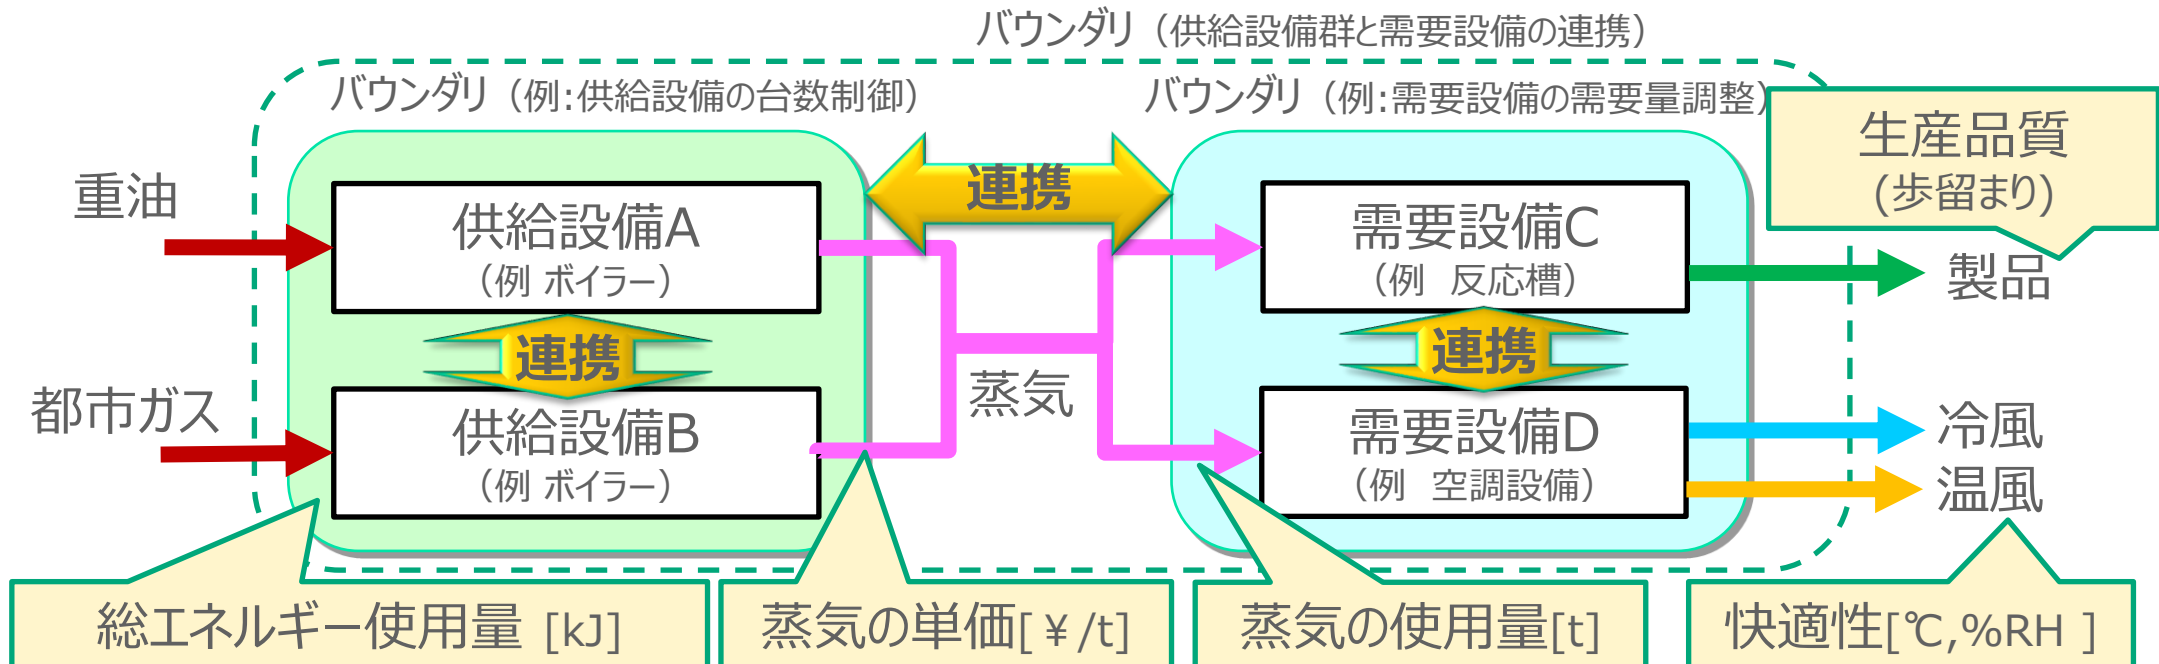 バウンダリ（供給設備群と需要設備の連携）
バウンダリ（例:供給設備の台数制御）
バウンダリ（例:需要設備の需要量調整）
生産品質
(歩留まり)
重油
供給設備A
（例 ボイラー）
連携
需要設備C
（例　反応槽）
製品
連携
連携
都市ガス
供給設備B
（例 ボイラー）
蒸気
需要設備D
（例　空調設備）
冷風
温風
総エネルギー使用量 [kJ]
蒸気の単価[￥/t]
蒸気の使用量[t]
快適性[℃,%RH ]